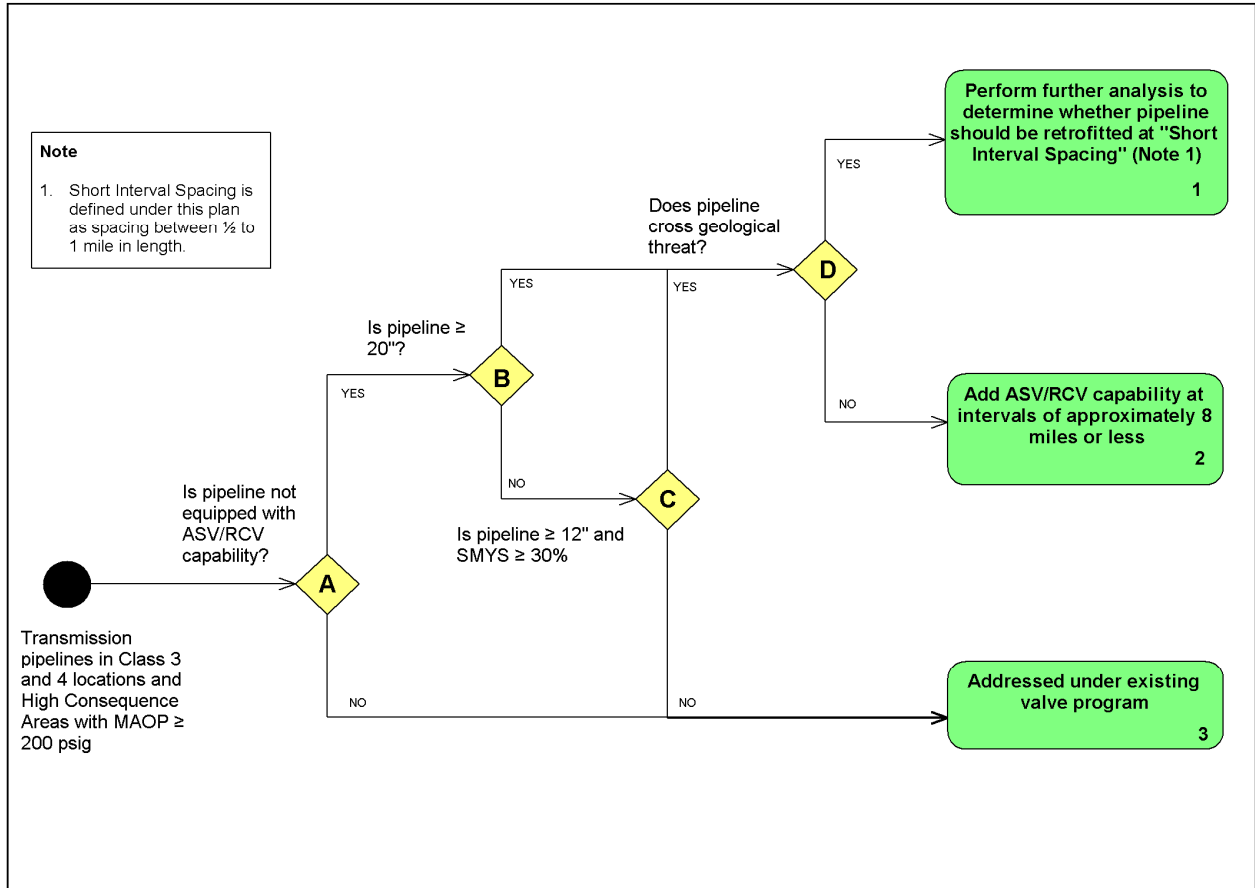 Note
1. Short Interval Spacing is
defined under this plan
as spacing between ½ to
1 mile in length.
Perform further analysis to
determine whether pipeline
should be retrofitted at "Short
Interval Spacing" (Note 1)
1
YES
Does pipeline
cross geological
threat?
D
YES
YES
Is pipeline ≥
20"?
B
YES
NO
Add ASV/RCV capability at
intervals of approximately 8
miles or less
2
Is pipeline not
equipped with
ASV/RCV
capability?
NO
C
Is pipeline ≥ 12" and
SMYS ≥ 30%
A
Transmission
pipelines in Class 3
and 4 locations and
High Consequence
Areas with MAOP ≥
200 psig
NO
NO
Addressed under existing
valve program
3